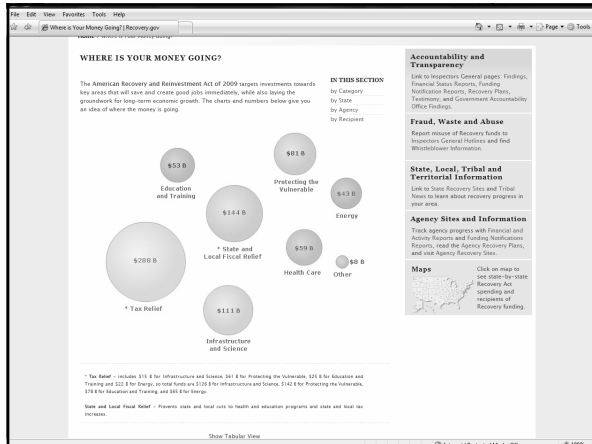 File Edit View Favorites Tools Help
Where is Your Money Going? | Recovery.gov
Page Tools
WHERE IS YOUR MONEY GOING?
The American Recovery and Reinvestment Act of 2009 targets investments towards
key areas that will save and create good jobs immediately, while also laying the
groundwork for long-term economic growth. The charts and numbers below give you
an idea of where the money is going.
IN THIS SECTION
by Category
by State
by Agency
by Recipient
$53 B
Education
and Training
$81 B
Protecting the
Vulnerable
$144 B
* State and
Local Fiscal Relief
$43 B
Energy
$288 B
* Tax Relief
$59 B
Health Care
$8 B
Other
$111 B
Infrastructure
and Science
* Tax Relief - includes $15 B for Infrastructure and Science, $61 B for Protecting the Vulnerable, $25 B for Education and
Training and $22 B for Energy, so total funds are $126 B for Infrastructure and Science, $142 B for Protecting the Vulnerable,
$78 B for Education and Training, and $65 B for Energy.
State and Local Fiscal Relief - Prevents state and local cuts to health and education programs and state and local tax
increases.
Show Tabular View
Accountability and
Transparency
Link to Inspectors General pages: Findings,
Financial Status Reports, Funding
Notification Reports, Recovery Plans,
Testimony; and Government Accountability
Office Findings.
Fraud, Waste and Abuse
Report misuse of Recovery funds to
Inspectors General Hotlines and find
Whistleblower Information.
State, Local, Tribal and
Territorial Information
Link to State Recovery Sites and Tribal
News to learn about recovery progress in
your area.
Agency Sites and Information
Track agency progress with Financial and
Activity Reports and Funding Notifications
Reports, read the Agency Recovery Plans,
and visit Agency Recovery Sites.
Maps
Click on map to
see state-by-state
Recovery Act
spending and
recipients of
Recovery funding.